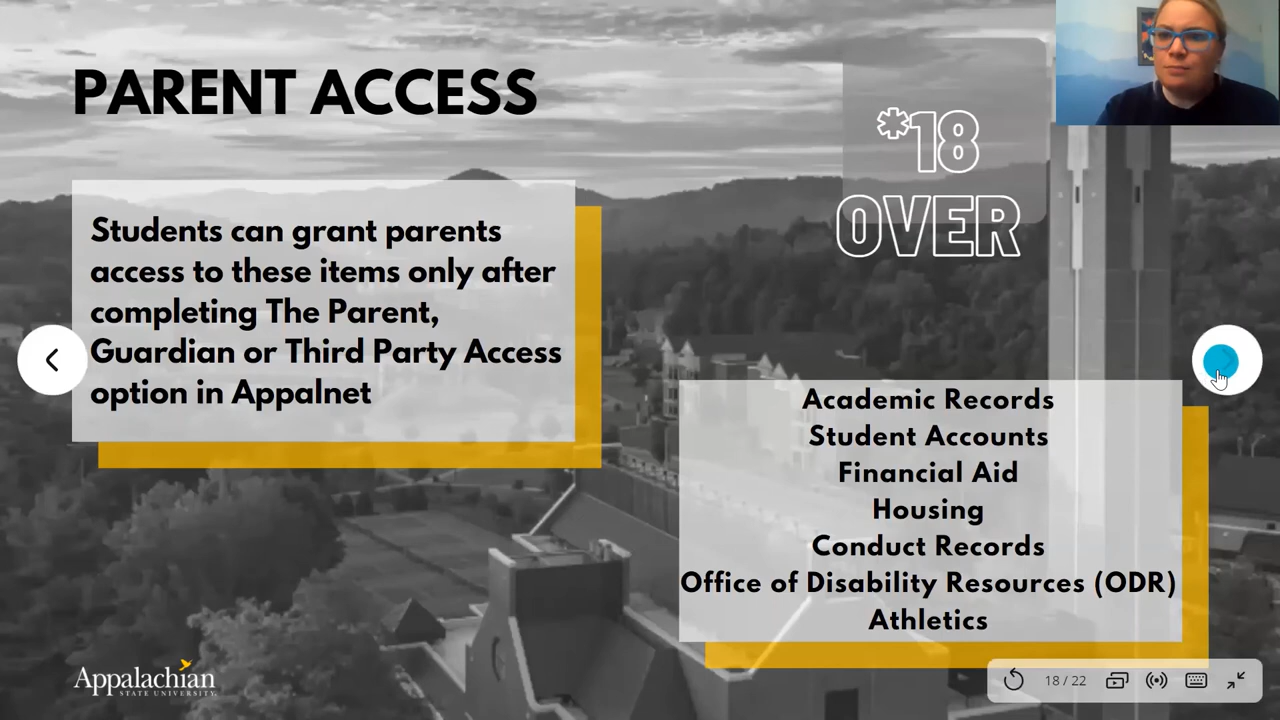 PARENT ACCESS
*18
OVER
Students can grant parents
access to these items only after
completing The Parent,
Guardian or Third Party Access
option in Appalnet
Academic Records
Student Accounts
Financial Aid
Housing
Conduct Records
Office of Disability Resources (ODR)
Athletics
Appalachian
STATE UNIVERSITY
18 / 22